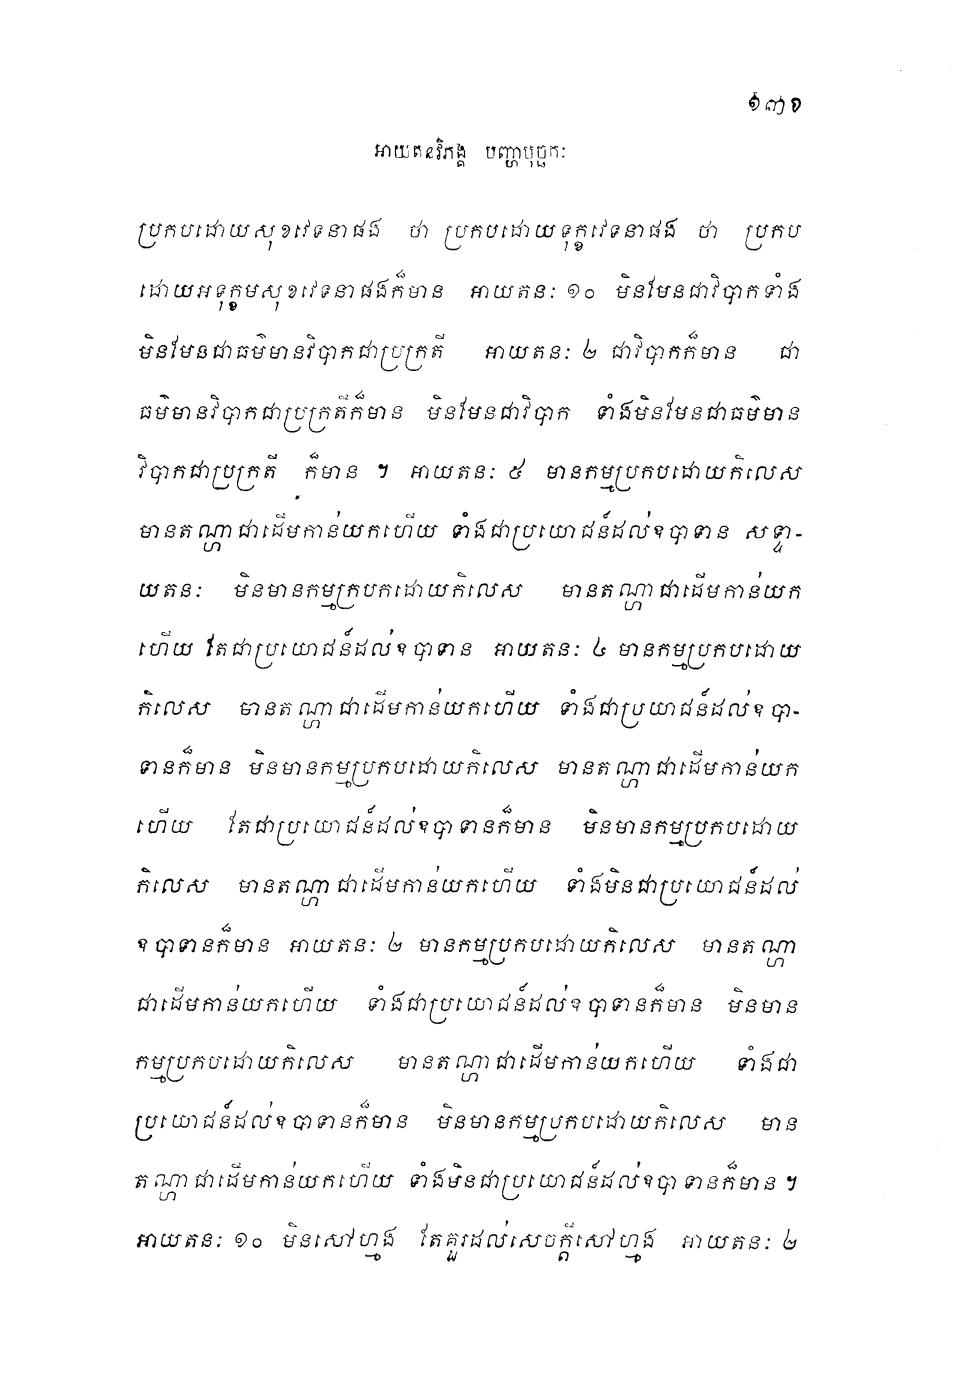 ១៣១
អាយតនវិភង្គ បញ្ហាបុច្ឆកៈ
ប្រកបដោយសុខវេទនាផង ថា ប្រកបដោយទុក្ខវេទនាផង ថា ប្រកប
ដោយអទុក្ខមសុខវេទនាផងក៏មាន អាយតនៈ ១០ មិនមែនជាវិបាកទាំង
មិនមែនជាធម៌មានវិបាកជាប្រក្រតី អាយតនៈ ២ ជាវិបាកក៏មាន ជា
ធម៌មានវិបាកជាប្រក្រតីក៏មាន មិនមែនជាវិបាក ទាំងមិនមែនជាធម៌មាន
វិបាកជាប្រក្រតី ក៏មាន ។ អាយតនៈ ៥ មានកម្មប្រកបដោយកិលេស
មានតណ្ហាជាដើមកាន់យកហើយ ទាំងជាប្រយោជន៍ដល់ឧបាទាន សទ្ទា-
យតនៈ មិនមានកម្មក្របកដោយកិលេស មានតណ្ហាជាដើមកាន់យក
ហើយ តែជាប្រយោជន៍ដល់ឧបាទាន អាយតនៈ ៤ មានកម្មប្រកបដោយ
កិលេស មានតណ្ហាជាដើមកាន់យកហើយ ទាំងជាប្រយោជន៍ដល់ឧបា-
ទានក៏មាន មិនមានកម្មប្រកបដោយកិលេស មានតណ្ហាជាដើមកាន់យក
ហើយ តែជាប្រយោជន៍ដល់ឧបាទានក៏មាន មិនមានកម្មប្រកបដោយ
កិលេស មានតណ្ហាជាដើមកាន់យកហើយ ទាំងមិនជាប្រយោជន៍ដល់
ឧបាទានក៏មាន អាយតនៈ ២ មានកម្មប្រកបដោយកិលេស មានតណ្ហា
ជាដើមកាន់យកហើយ ទាំងជាប្រយោជន៍ដល់ឧបាទានក៏មាន មិនមាន
កម្មប្រកបដោយកិលេស មានតណ្ហាជាដើមកាន់យកហើយ ទាំងជា
ប្រយោជន៍ដល់ឧបាទានក៏មាន មិនមានកម្មប្រកបដោយកិលេស មាន
តណ្ហាជាដើមកាន់យកហើយ ទាំងមិនជាប្រយោជន៍ដល់ឧបាទានក៏មាន ។
អាយតនៈ ១០ មិនសៅហ្មង តែគួរដល់សេចក្តីសៅហ្មង អាយតនៈ ២